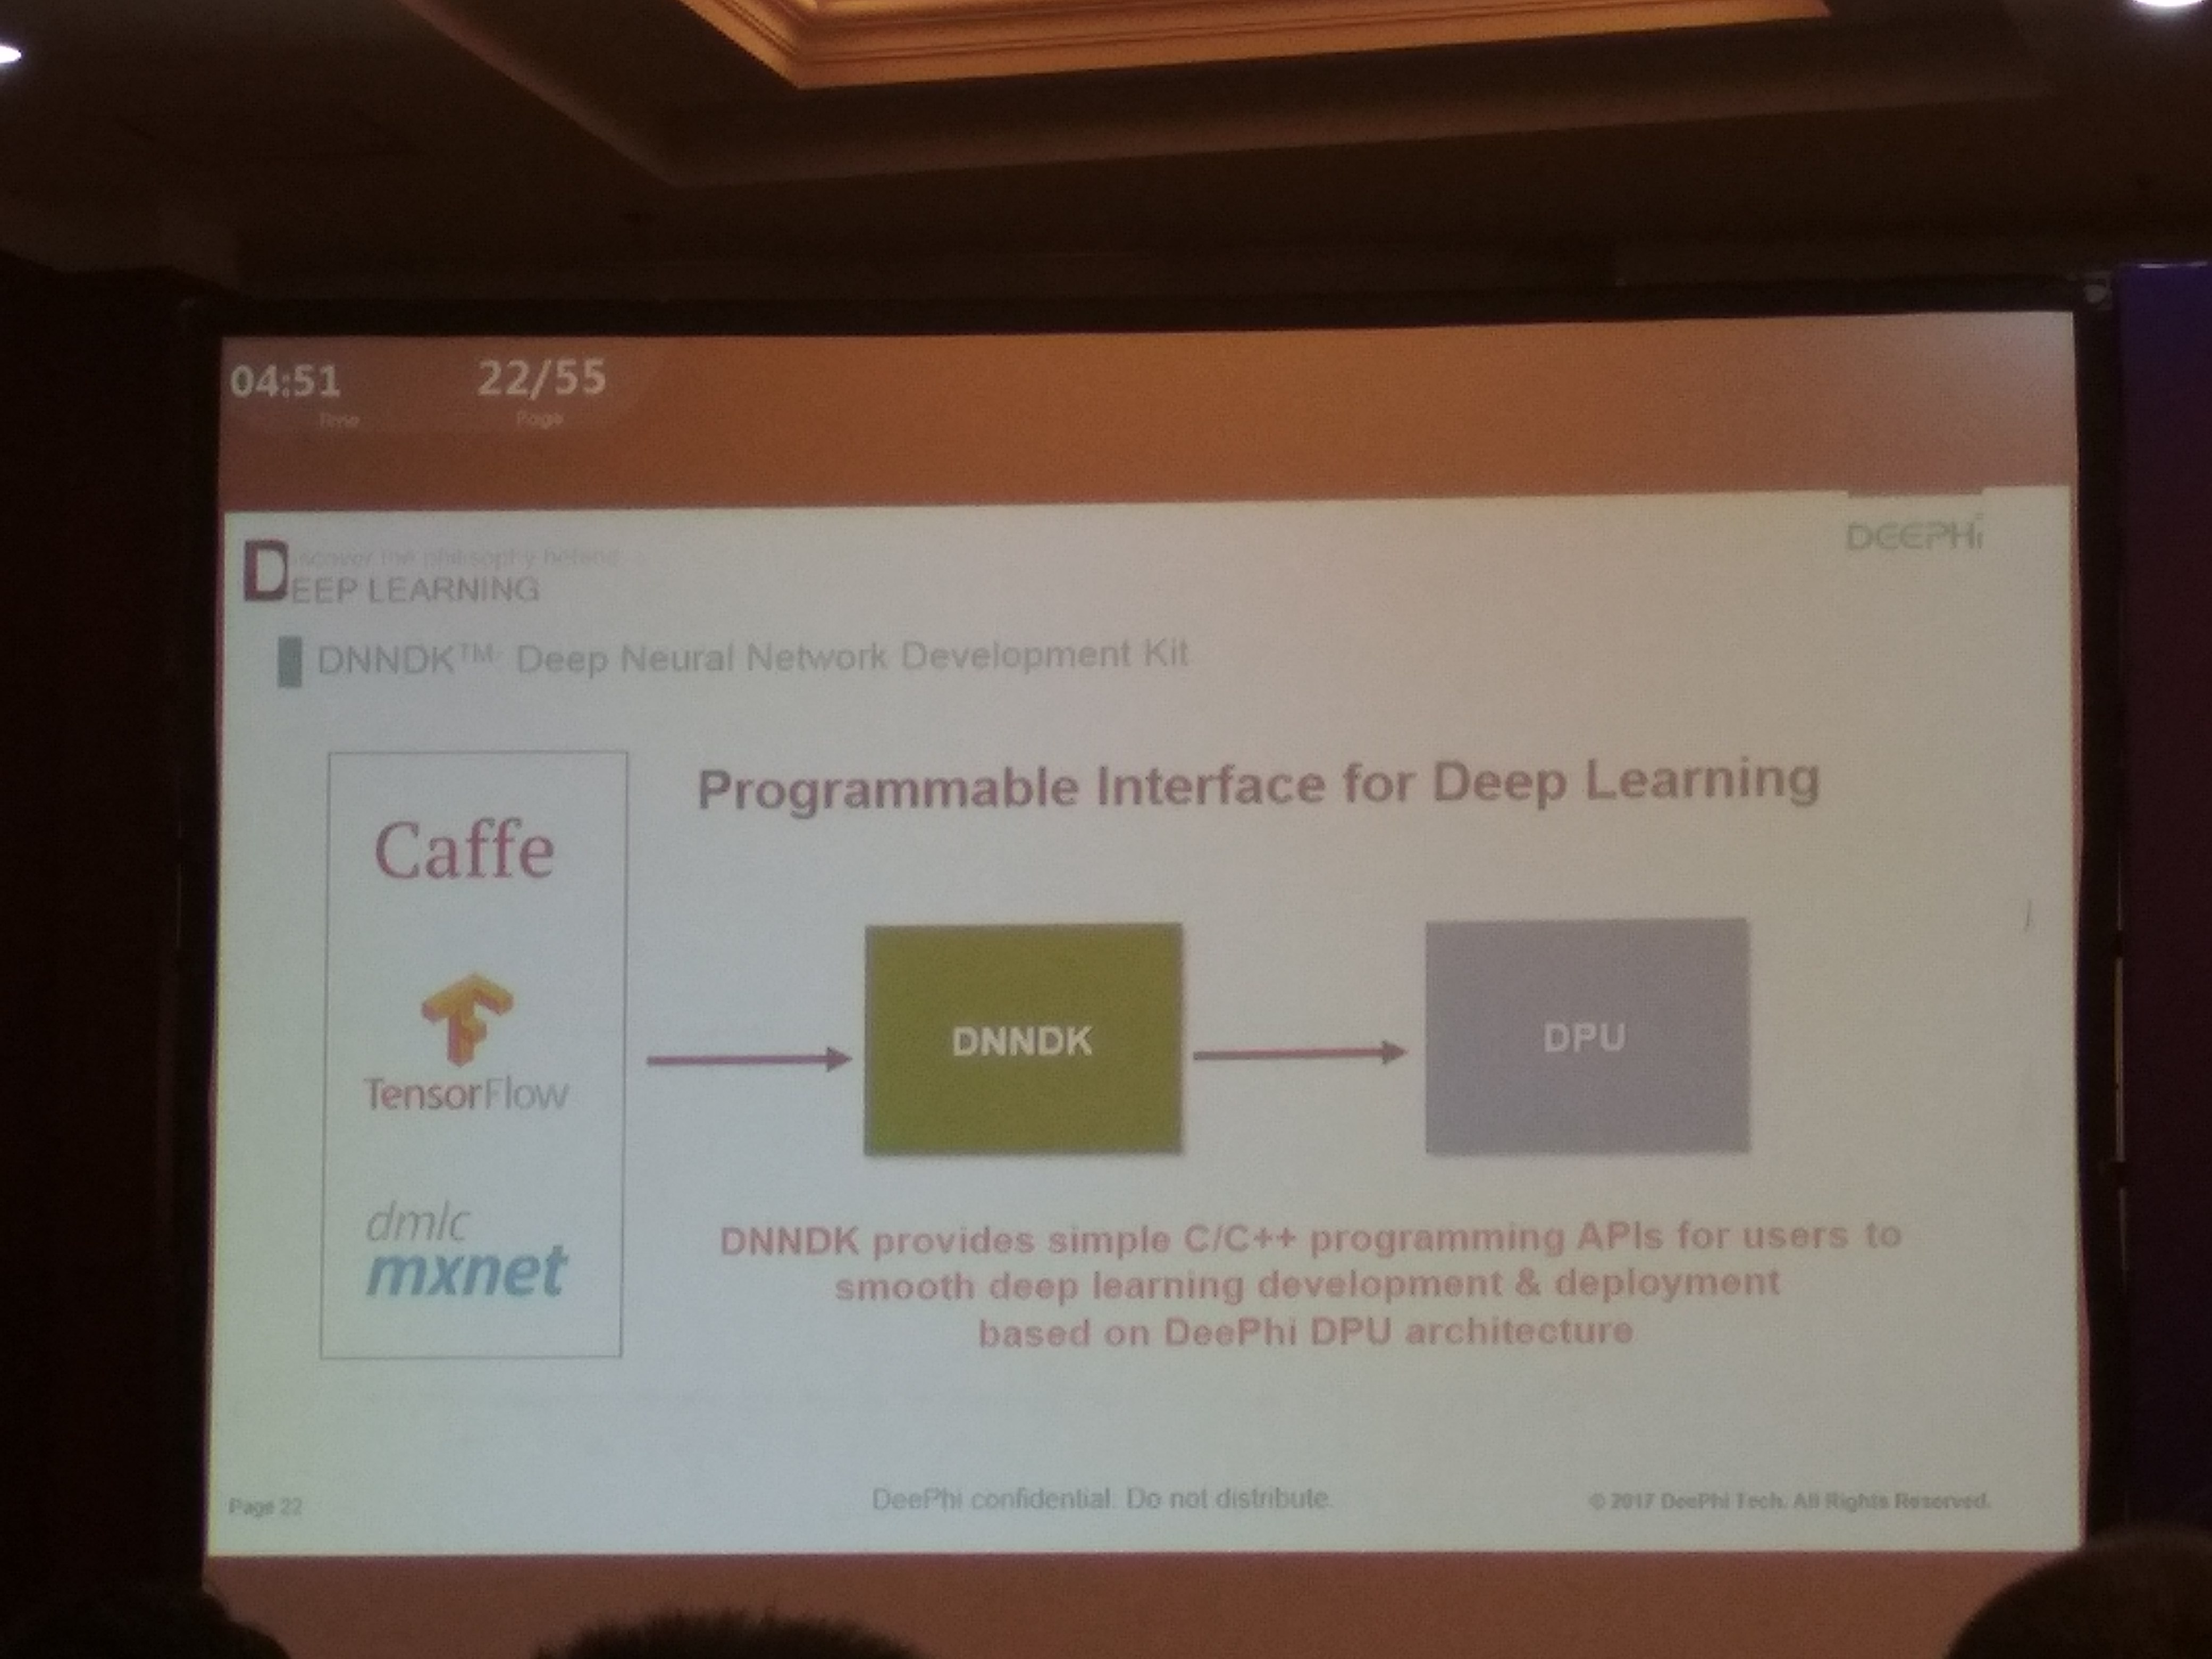 04:51 22/55
Time Page
Discover the philosophy behind
DEEP LEARNING
DEEPHi
DNNDK™- Deep Neural Network Development Kit
Programmable Interface for Deep Learning
Caffe
TensorFlow
dmlc
mxnet
DNNDK
DPU
DNNDK provides simple C/C++ programming APIs for users to
smooth deep learning development & deployment
based on DeePhi DPU architecture
Page 22
DeePhi confidential. Do not distribute.
© 2017 DeePhi Tech. All Rights Reserved.